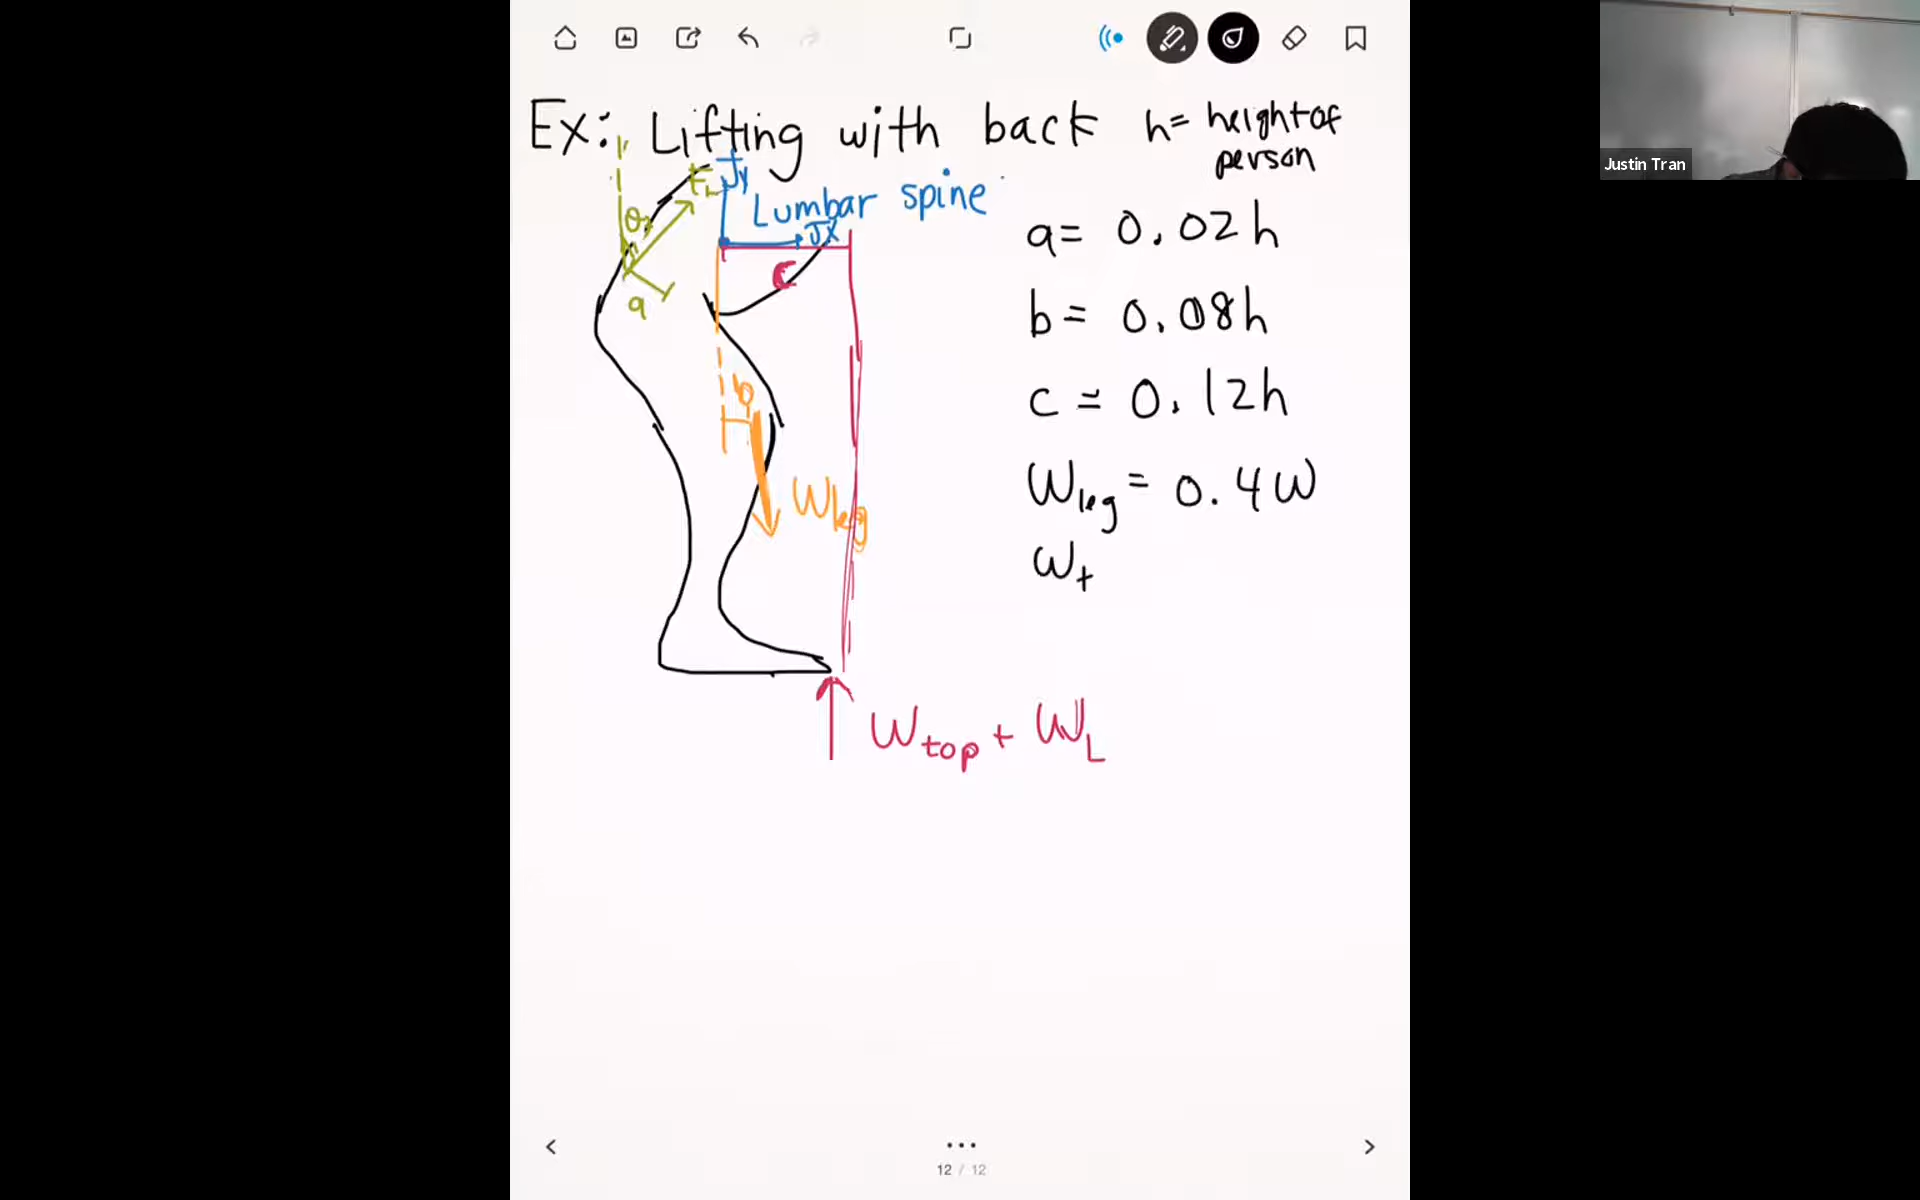 Ex: Lifting with back h= height of
person
Jy
Lumbar spine
Jx
θ
a
c
b
Wleg
a= 0.02h
b= 0.08h
c = 0.12h
Wleg = 0.4W
Wt
Wtop + WL
12 / 12
Justin Tran